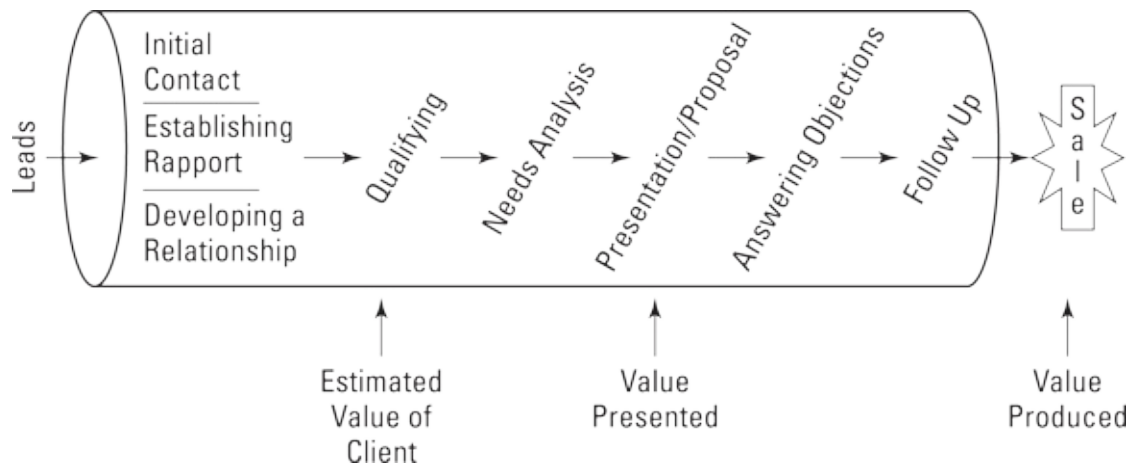 Leads
Initial
Contact
Establishing
Rapport
Developing a
Relationship
Qualifying
Needs Analysis
Presentation/Proposal
Answering Objections
Follow Up
Sale
Estimated
Value of
Client
Value
Presented
Value
Produced